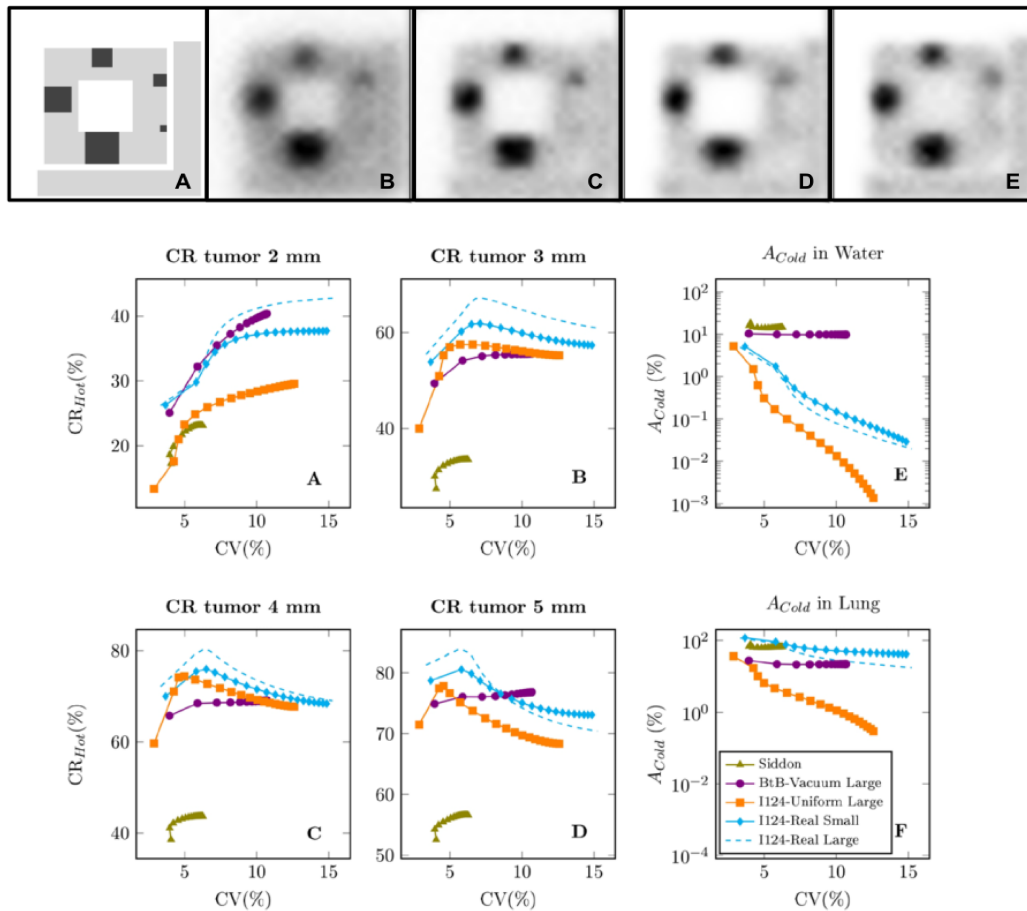 A B C D E
CR tumor 2 mm
CR_Hot(%)
40
30
20
5 10 15
CV(%)
A
CR tumor 3 mm
60
40
5 10 15
CV(%)
B
A_Cold in Water
A_Cold (%)
10^2
10^1
10^0
10^-1
10^-2
10^-3
5 10 15
CV(%)
E
CR tumor 4 mm
CR_Hot(%)
80
60
40
5 10 15
CV(%)
C
CR tumor 5 mm
80
70
60
50
5 10 15
CV(%)
D
A_Cold in Lung
A_Cold (%)
10^2
10^0
10^-2
10^-4
Siddon
BtB-Vacuum Large
I124-Uniform Large
I124-Real Small
I124-Real Large
F
5 10 15
CV(%)